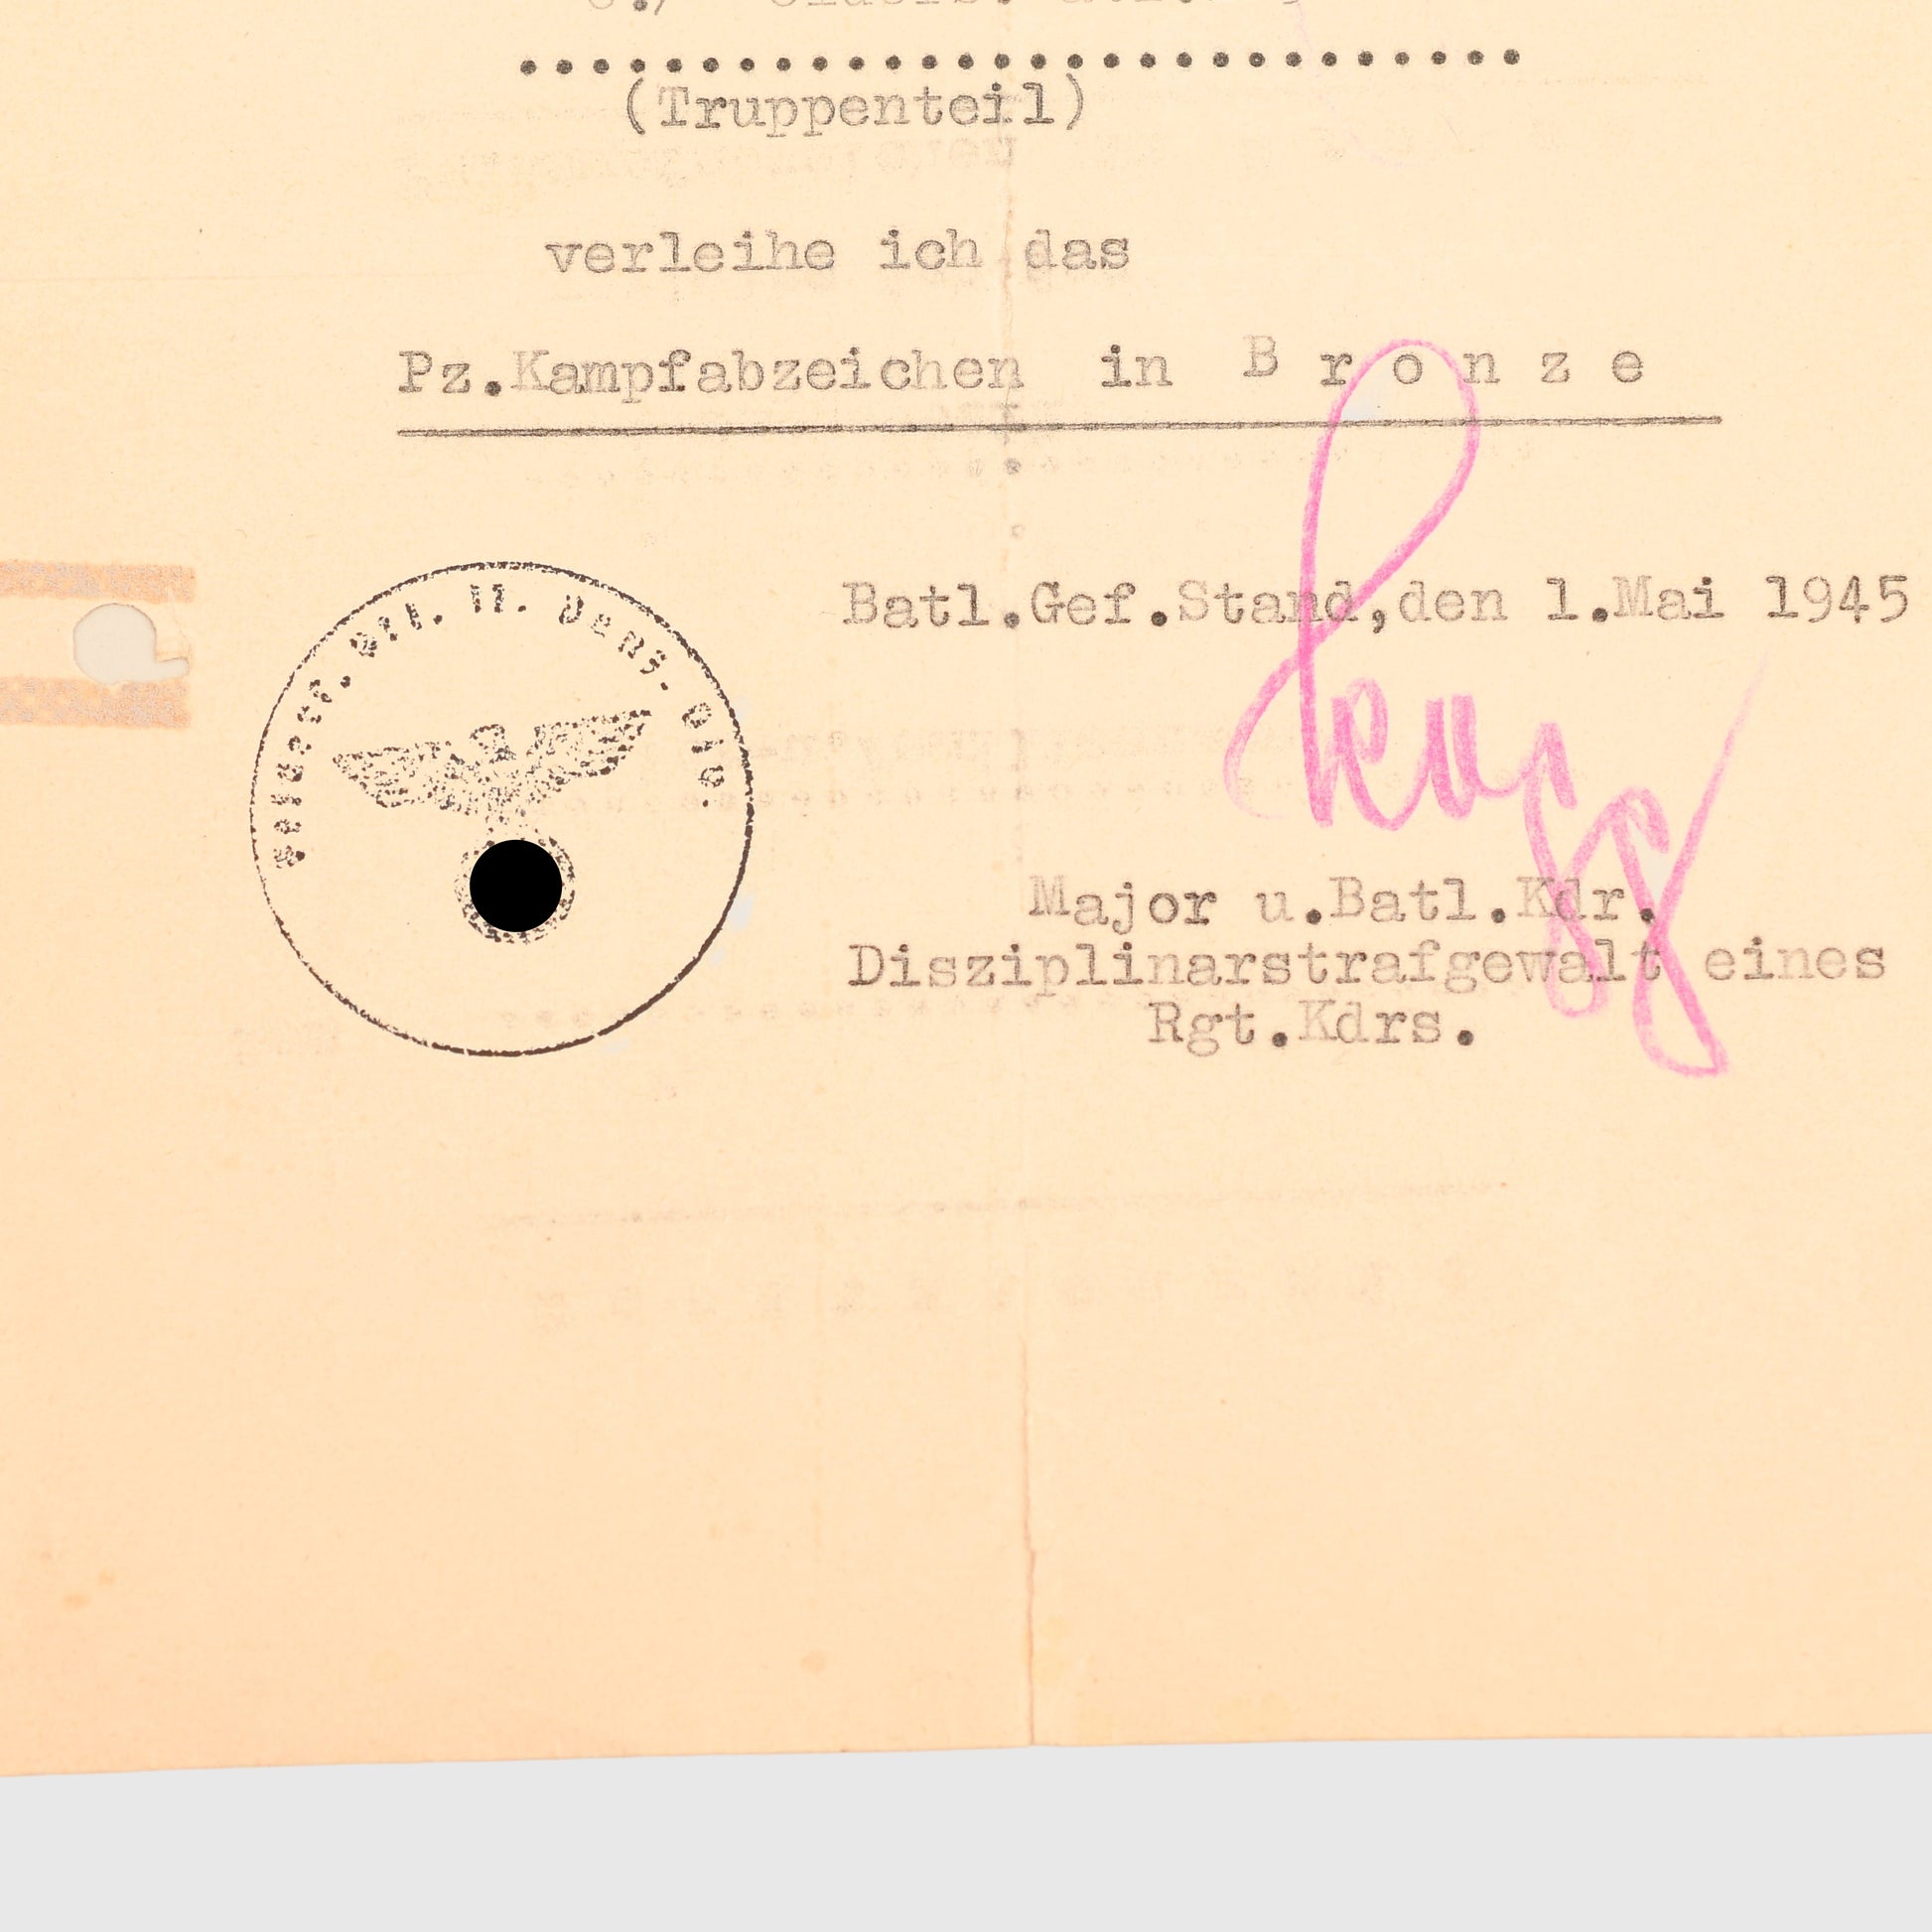 (Truppenteil)
verleihe ich das
Pz.Kampfabzeichen in B r o n z e
Batl.Gef.Stand,den 1.Mai 1945
Major u.Batl.Kdr.
Disziplinarstrafgewalt eines
Rgt.Kdrs.